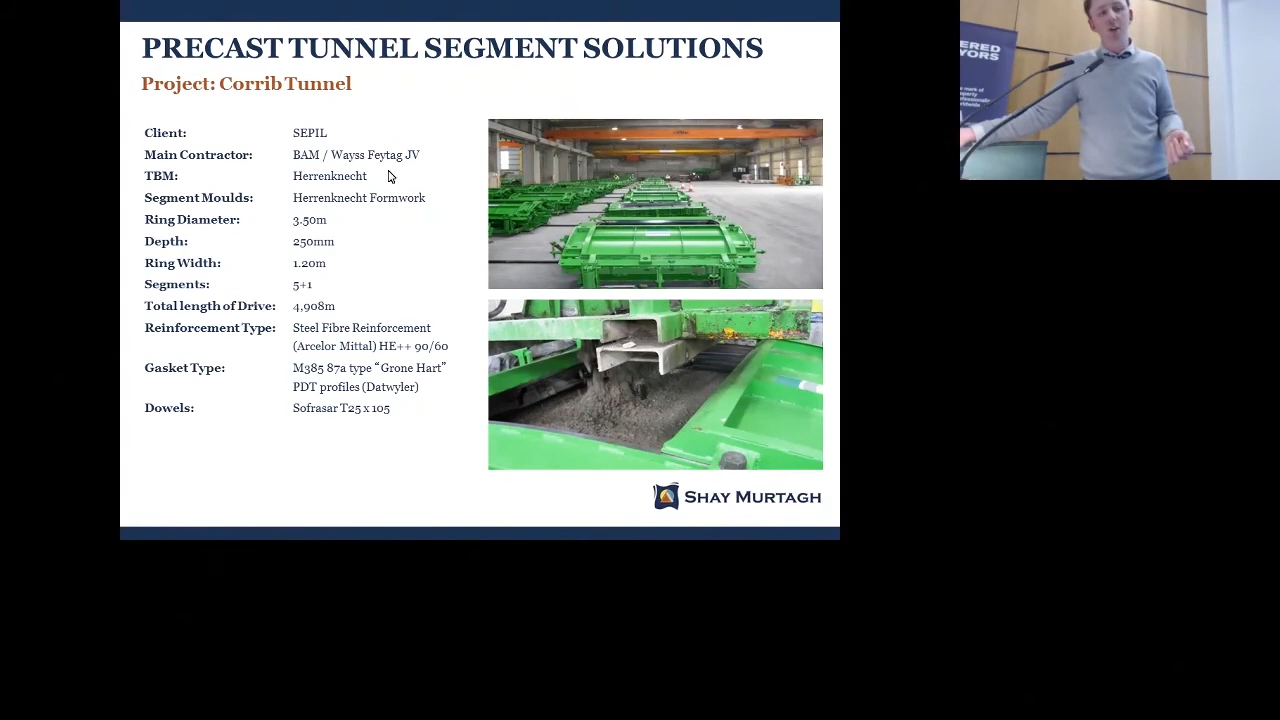 PRECAST TUNNEL SEGMENT SOLUTIONS
Project: Corrib Tunnel
Client: SEPIL
Main Contractor: BAM / Wayss Feytag JV
TBM: Herrenknecht
Segment Moulds: Herrenknecht Formwork
Ring Diameter: 3.50m
Depth: 250mm
Ring Width: 1.20m
Segments: 5+1
Total length of Drive: 4,908m
Reinforcement Type: Steel Fibre Reinforcement
(Arcelor Mittal) HE++ 90/60
Gasket Type: M385 87a type “Grone Hart”
PDT profiles (Datwyler)
Dowels: Sofrasar T25 x 105
SHAY MURTAGH
ERED
YORS